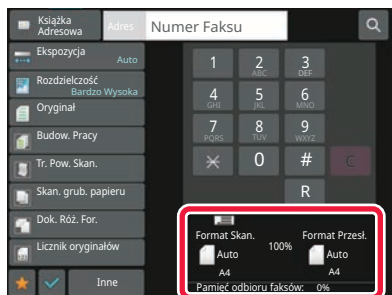 Książka
Adresowa
Adres
Numer Faksu
Ekspozycja
Auto
Rozdzielczość
Bardzo Wysoka
Oryginał
Budow. Pracy
Tr. Pow. Skan.
Skan. grub. papieru
Dok. Róż. For.
Licznik oryginałów
Inne
1
2
ABC
3
DEF
4
GHI
5
JKL
6
MNO
7
PQRS
8
TUV
9
WXYZ
0
#
C
R
Format Skan.
Format Przesł.
100%
Auto
Auto
A4
A4
Pamięć odbioru faksów: 0%